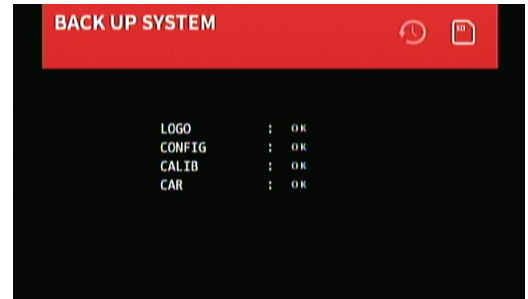 BACK UP SYSTEM
LOGO : OK
CONFIG : OK
CALIB : OK
CAR : OK